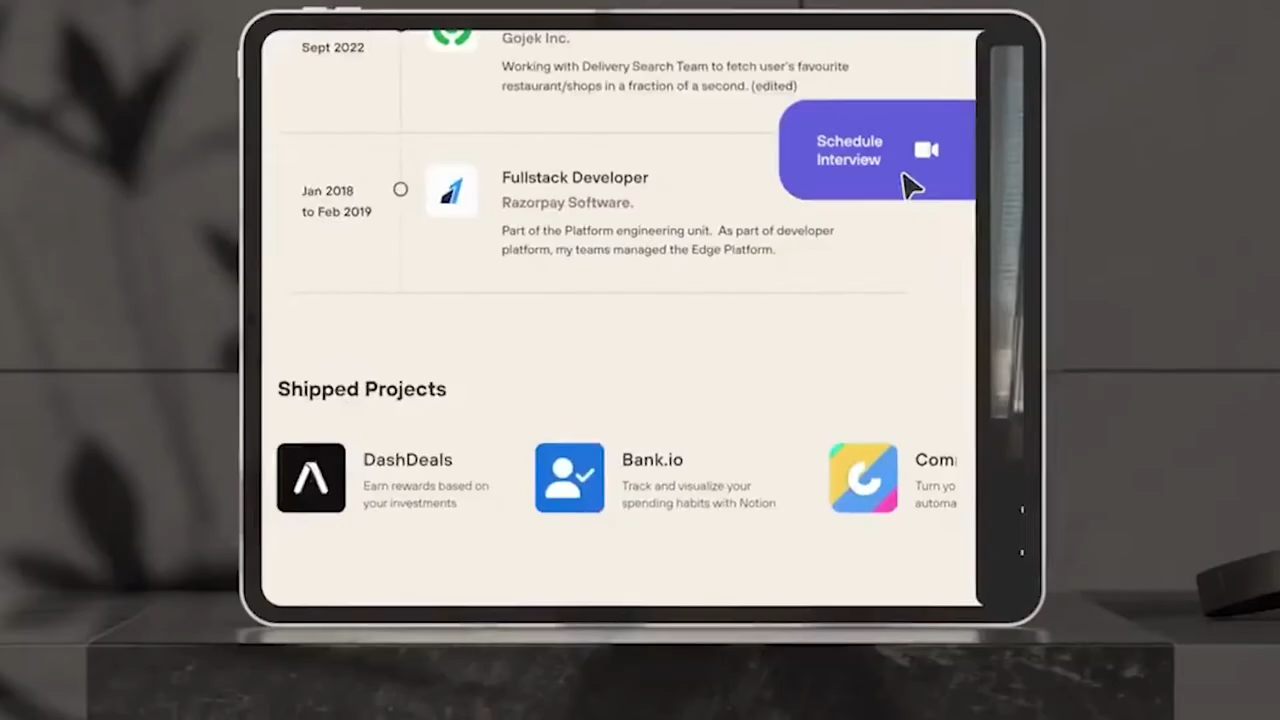 Sept 2022
Gojek Inc.
Working with Delivery Search Team to fetch user's favourite
restaurant/shops in a fraction of a second. (edited)
Schedule
Interview
Jan 2018
to Feb 2019
Fullstack Developer
Razorpay Software.
Part of the Platform engineering unit. As part of developer
platform, my teams managed the Edge Platform.
Shipped Projects
DashDeals
Earn rewards based on
your investments
Bank.io
Track and visualize your
spending habits with Notion
Com
Turn yo
automa